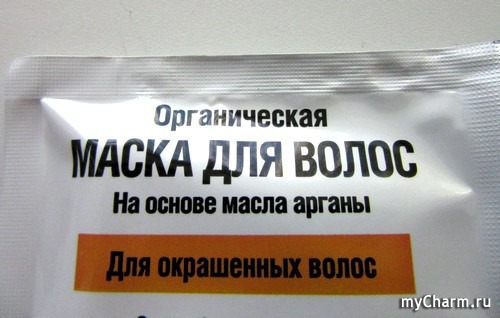 Органическая
МАСКА ДЛЯ ВОЛОС
На основе масла арганы
Для окрашенных волос
myCharm.ru